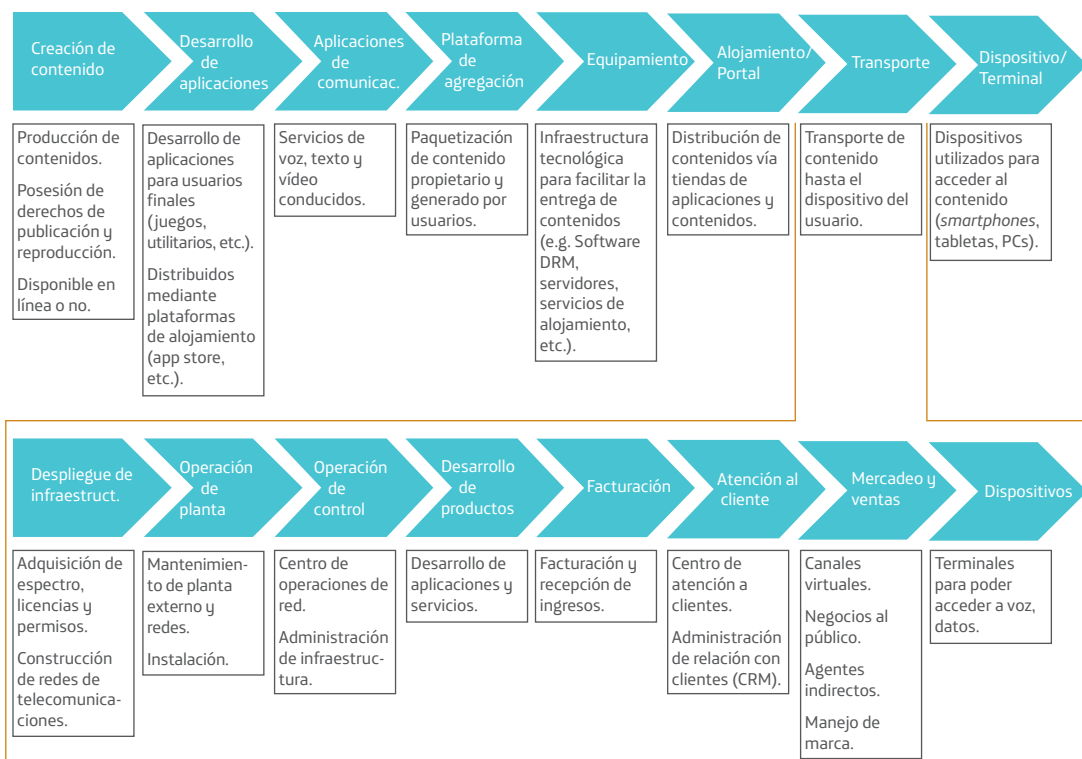 Creación de
contenido
Desarrollo
de
aplicaciones
Aplicaciones
de
comunicac.
Plataforma
de
agregación
Equipamiento
Alojamiento/
Portal
Transporte
Dispositivo/
Terminal
Producción de
contenidos.
Posesión de
derechos de
publicación y
reproducción.
Disponible en
línea o no.
Desarrollo de
aplicaciones
para usuarios
finales
(juegos,
utilitarios, etc.).
Distribuidos
mediante
plataformas
de alojamiento
(app store,
etc.).
Servicios de
voz, texto y
vídeo
conducidos.
Paquetización
de contenido
propietario y
generado por
usuarios.
Infraestructura
tecnológica
para facilitar la
entrega de
contenidos
(e.g. Software
DRM,
servidores,
servicios de
alojamiento,
etc.).
Distribución de
contenidos vía
tiendas de
aplicaciones y
contenidos.
Transporte de
contenido
hasta el
dispositivo del
usuario.
Dispositivos
utilizados para
acceder al
contenido
(smartphones,
tabletas, PCs).
Despliegue de
infraestruct.
Operación
de
planta
Operación
de
control
Desarrollo
de
productos
Facturación
Atención al
cliente
Mercadeo y
ventas
Dispositivos
Adquisición de
espectro,
licencias y
permisos.
Construcción
de redes de
telecomunica-
ciones.
Mantenimien-
to de planta
externo y
redes.
Instalación.
Centro de
operaciones de
red.
Administración
de infraestruc-
tura.
Desarrollo de
aplicaciones y
servicios.
Facturación y
recepción de
ingresos.
Centro de
atención a
clientes.
Administración
de relación con
clientes (CRM).
Canales
virtuales.
Negocios al
público.
Agentes
indirectos.
Manejo de
marca.
Terminales
para poder
acceder a voz,
datos.